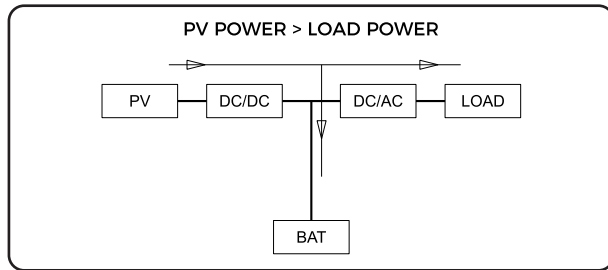 PV POWER > LOAD POWER
PV DC/DC DC/AC LOAD
BAT